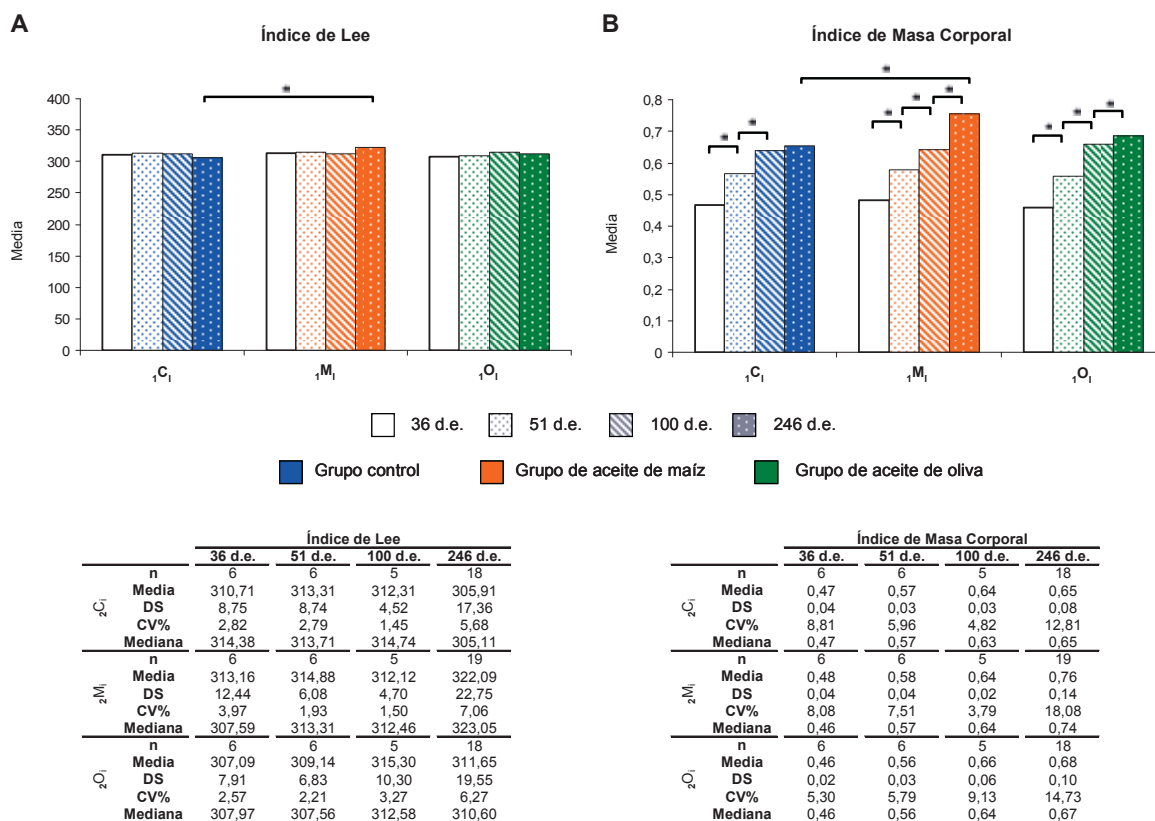 A
Índice de Lee
Media
400
350
300
250
200
150
100
50
0
*
₁C_I
₁M_I
₁O_I
B
Índice de Masa Corporal
Media
0,8
0,7
0,6
0,5
0,4
0,3
0,2
0,1
0
* * * * * * * * *
₁C_I
₁M_I
₁O_I
36 d.e. 51 d.e. 100 d.e. 246 d.e.
Grupo control Grupo de aceite de maíz Grupo de aceite de oliva
Índice de Lee
36 d.e. 51 d.e. 100 d.e. 246 d.e.
₂C_i
n 6 6 5 18
Media 310,71 313,31 312,31 305,91
DS 8,75 8,74 4,52 17,36
CV% 2,82 2,79 1,45 5,68
Mediana 314,38 313,71 314,74 305,11
₂M_i
n 6 6 5 19
Media 313,16 314,88 312,12 322,09
DS 12,44 6,08 4,70 22,75
CV% 3,97 1,93 1,50 7,06
Mediana 307,59 313,31 312,46 323,05
₂O_i
n 6 6 5 18
Media 307,09 309,14 315,30 311,65
DS 7,91 6,83 10,30 19,55
CV% 2,57 2,21 3,27 6,27
Mediana 307,97 307,56 312,58 310,60
Índice de Masa Corporal
36 d.e. 51 d.e. 100 d.e. 246 d.e.
₂C_i
n 6 6 5 18
Media 0,47 0,57 0,64 0,65
DS 0,04 0,03 0,03 0,08
CV% 8,81 5,96 4,82 12,81
Mediana 0,47 0,57 0,63 0,65
₂M_i
n 6 6 5 19
Media 0,48 0,58 0,64 0,76
DS 0,04 0,04 0,02 0,14
CV% 8,08 7,51 3,79 18,08
Mediana 0,46 0,57 0,64 0,74
₂O_i
n 6 6 5 18
Media 0,46 0,56 0,66 0,68
DS 0,02 0,03 0,06 0,10
CV% 5,30 5,79 9,13 14,73
Mediana 0,46 0,56 0,64 0,67